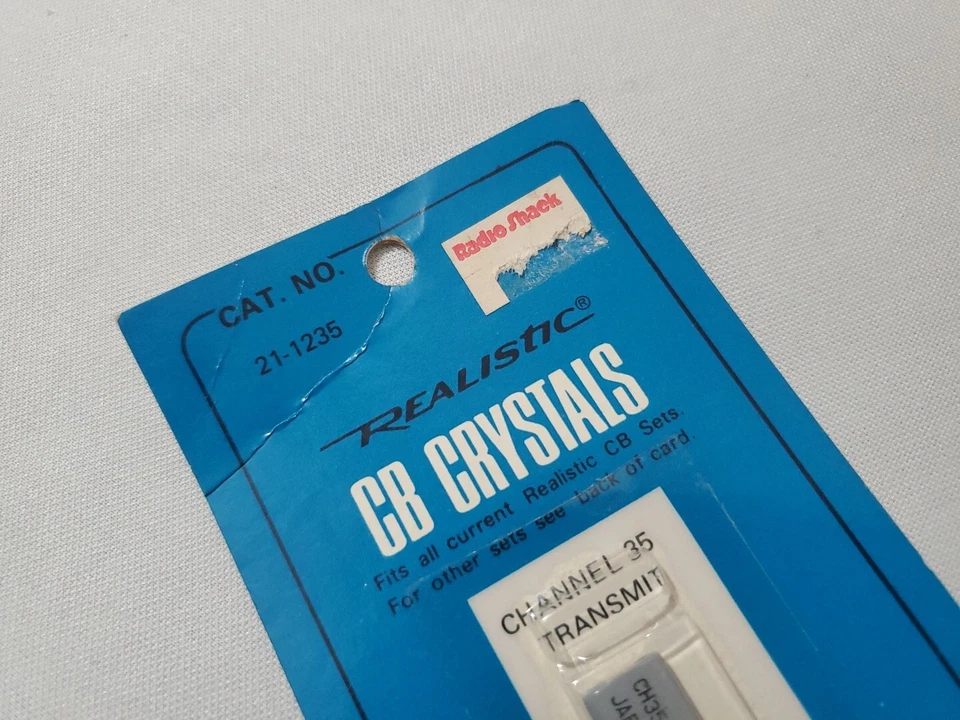 CAT. NO.
21-1235
Radio Shack
REALISTIC®
CB CRYSTALS
Fits all current Realistic CB Sets.
For other sets see back of card.
CHANNEL 35
TRANSMIT
CH35